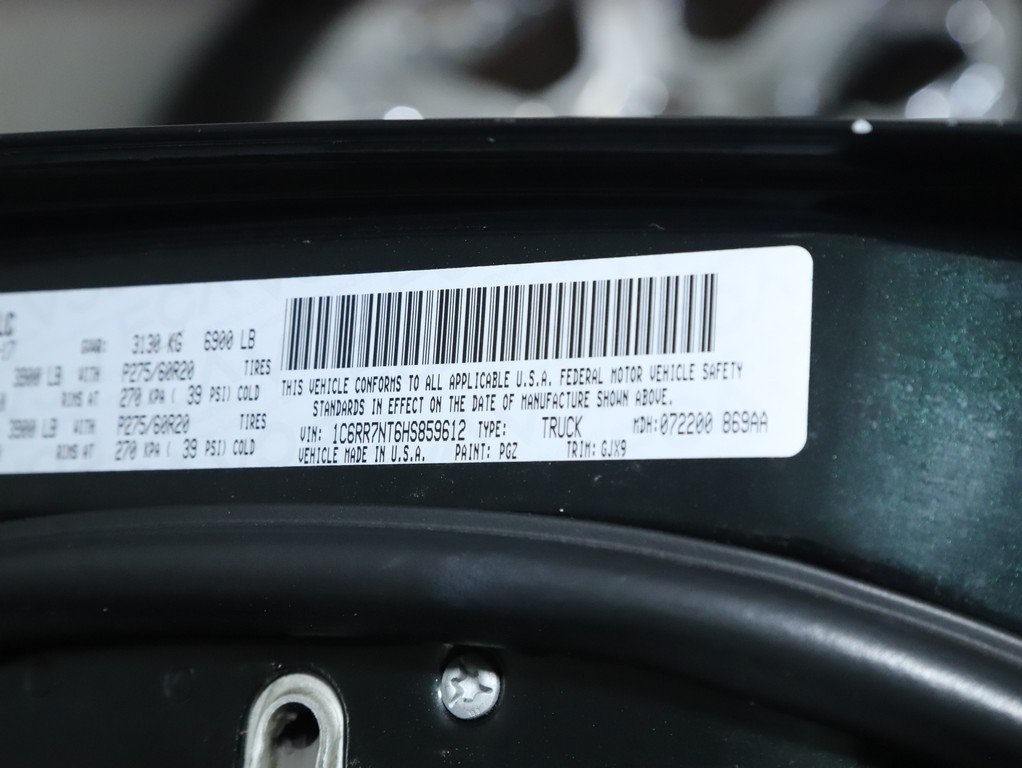 LC
-17
GVWR: 3130 KG 6900 LB
3900 LB WITH P275/60R20 TIRES
RIMS AT 270 KPA ( 39 PSI) COLD
3900 LB WITH P275/60R20 TIRES
RIMS AT 270 KPA ( 39 PSI) COLD
THIS VEHICLE CONFORMS TO ALL APPLICABLE U.S.A. FEDERAL MOTOR VEHICLE SAFETY
STANDARDS IN EFFECT ON THE DATE OF MANUFACTURE SHOWN ABOVE.
VIN: 1C6RR7NT6HS859612 TYPE: TRUCK MDH:072200 869AA
VEHICLE MADE IN U.S.A. PAINT: PGZ TRIM: GJX9